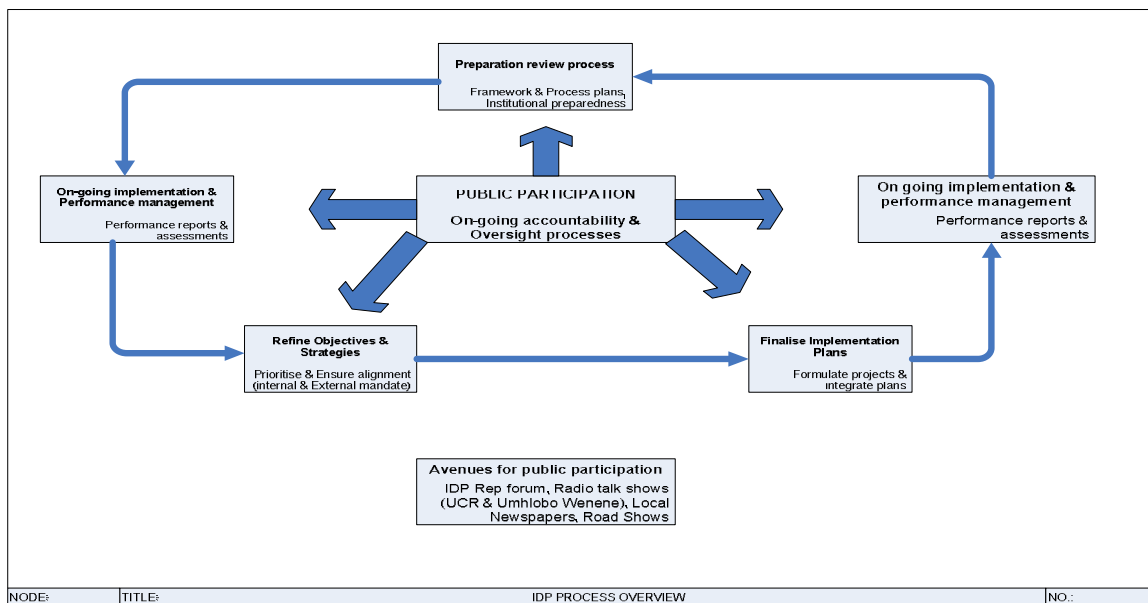 Preparation review process
Framework & Process plans,
Institutional preparedness
On-going implementation &
Performance management
Performance reports &
assessments
PUBLIC PARTICIPATION
On-going accountability &
Oversight processes
On going implementation &
performance management
Performance reports &
assessments
Refine Objectives &
Strategies
Prioritise & Ensure alignment
(internal & External mandate)
Finalise Implementation
Plans
Formulate projects &
integrate plans
Avenues for public participation
IDP Rep forum, Radio talk shows
(UCR & Umhlobo Wenene), Local
Newspapers, Road Shows
NODE: TITLE: IDP PROCESS OVERVIEW NO.: